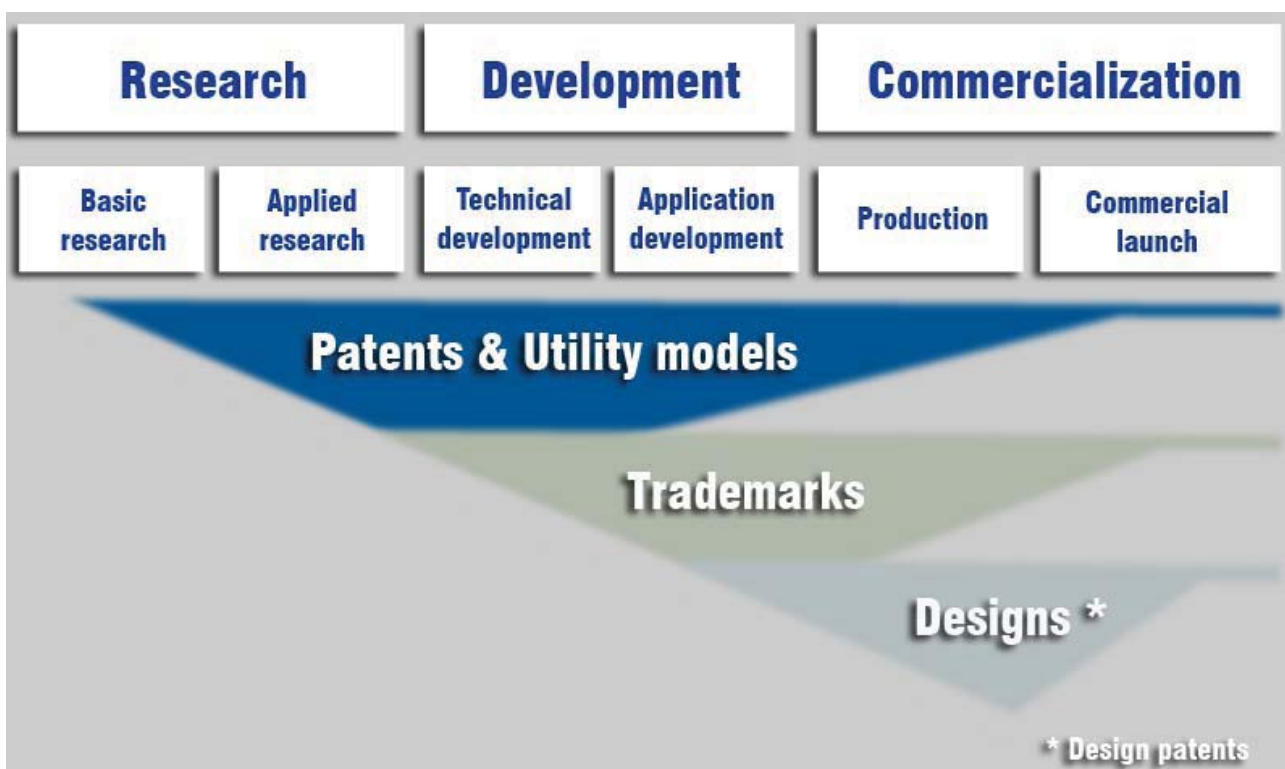 Research
Development
Commercialization
Basic
research
Applied
research
Technical
development
Application
development
Production
Commercial
launch
Patents & Utility models
Trademarks
Designs *
* Design patents